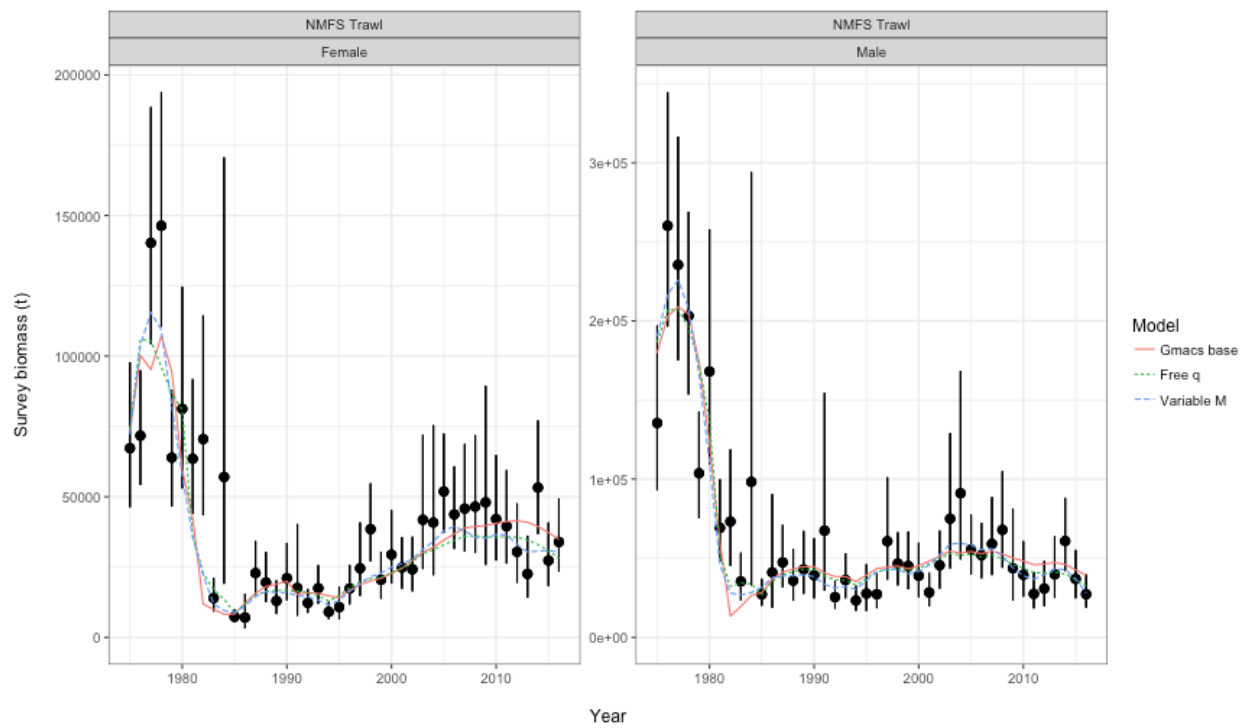 NMFS Trawl
Female
200000
150000
100000
50000
0
1980
1990
2000
2010
NMFS Trawl
Male
3e+05
2e+05
1e+05
0e+00
1980
1990
2000
2010
Survey biomass (t)
Year
Model
Gmacs base
Free q
Variable M